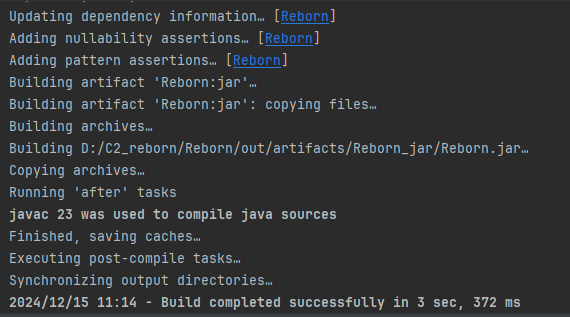 Updating dependency information… [Reborn]
Adding nullability assertions… [Reborn]
Adding pattern assertions… [Reborn]
Building artifact 'Reborn:jar'…
Building artifact 'Reborn:jar': copying files…
Building archives…
Building D:/C2_reborn/Reborn/out/artifacts/Reborn_jar/Reborn.jar…
Copying archives…
Running 'after' tasks
javac 23 was used to compile java sources
Finished, saving caches…
Executing post-compile tasks…
Synchronizing output directories…
2024/12/15 11:14 - Build completed successfully in 3 sec, 372 ms